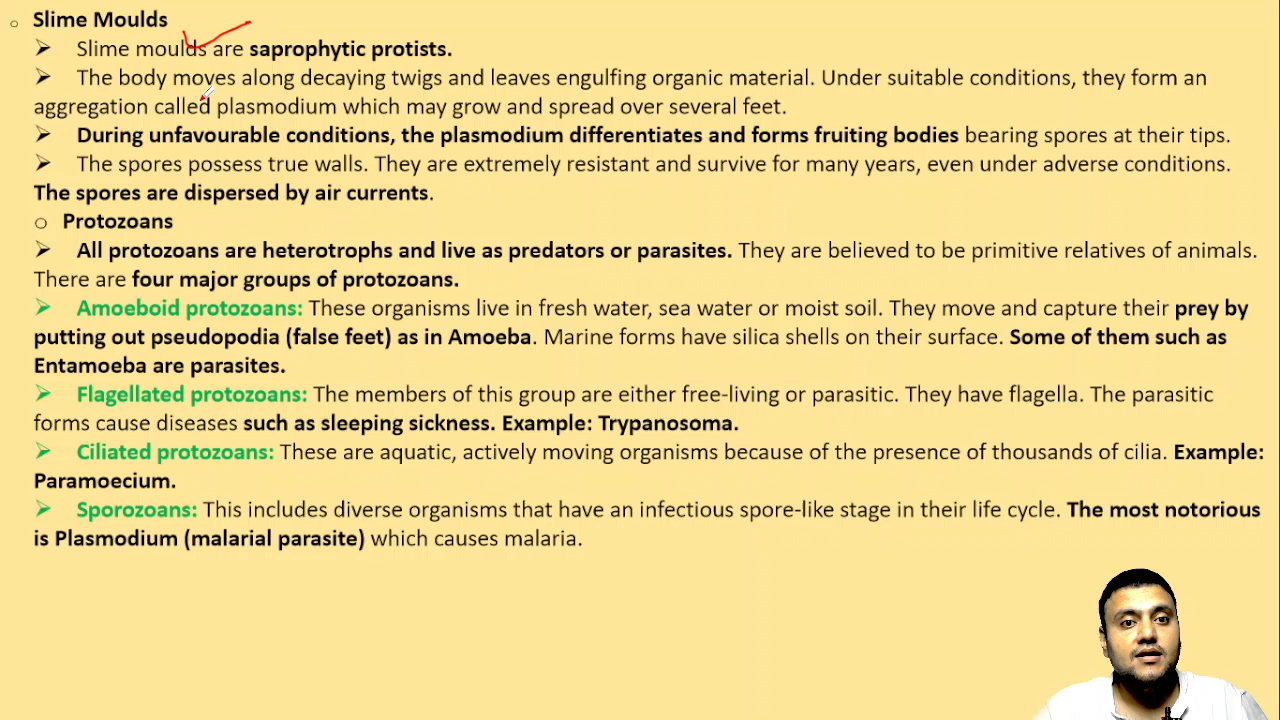 Slime Moulds
Slime moulds are saprophytic protists.
The body moves along decaying twigs and leaves engulfing organic material. Under suitable conditions, they form an
aggregation called plasmodium which may grow and spread over several feet.
During unfavourable conditions, the plasmodium differentiates and forms fruiting bodies bearing spores at their tips.
The spores possess true walls. They are extremely resistant and survive for many years, even under adverse conditions.
The spores are dispersed by air currents.
Protozoans
All protozoans are heterotrophs and live as predators or parasites. They are believed to be primitive relatives of animals.
There are four major groups of protozoans.
Amoeboid protozoans: These organisms live in fresh water, sea water or moist soil. They move and capture their prey by
putting out pseudopodia (false feet) as in Amoeba. Marine forms have silica shells on their surface. Some of them such as
Entamoeba are parasites.
Flagellated protozoans: The members of this group are either free-living or parasitic. They have flagella. The parasitic
forms cause diseases such as sleeping sickness. Example: Trypanosoma.
Ciliated protozoans: These are aquatic, actively moving organisms because of the presence of thousands of cilia. Example:
Paramoecium.
Sporozoans: This includes diverse organisms that have an infectious spore-like stage in their life cycle. The most notorious
is Plasmodium (malarial parasite) which causes malaria.